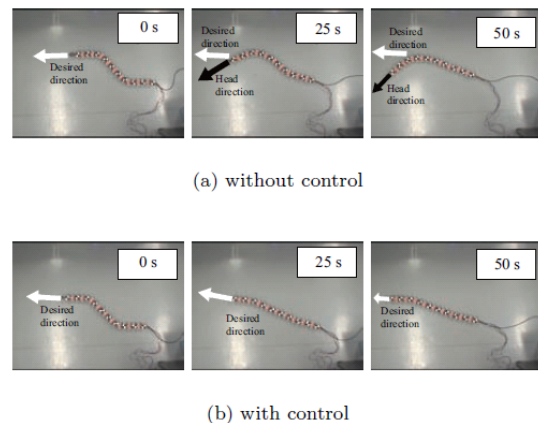 0 s
Desired
direction
Desired
direction
25 s
Head
direction
Desired
direction
50 s
Head
direction
(a) without control
0 s
Desired
direction
25 s
Desired
direction
50 s
Desired
direction
(b) with control